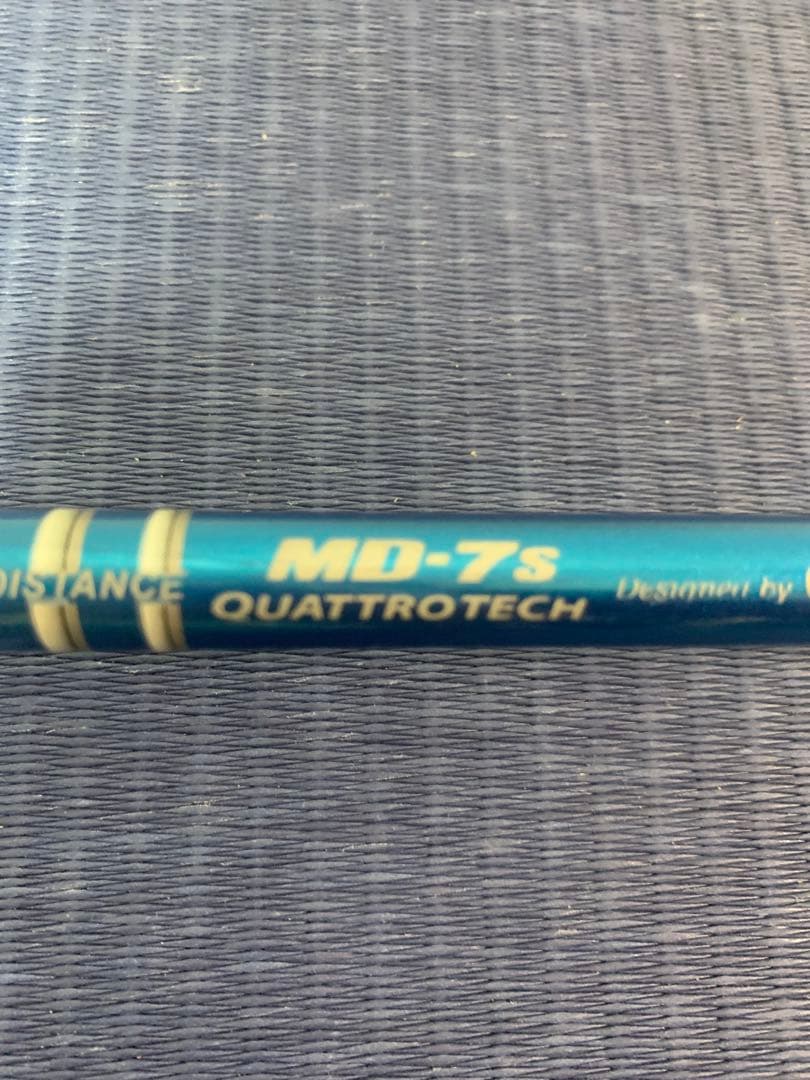 DISTANCE
MD-7s
QUATTROTECH
Designed by